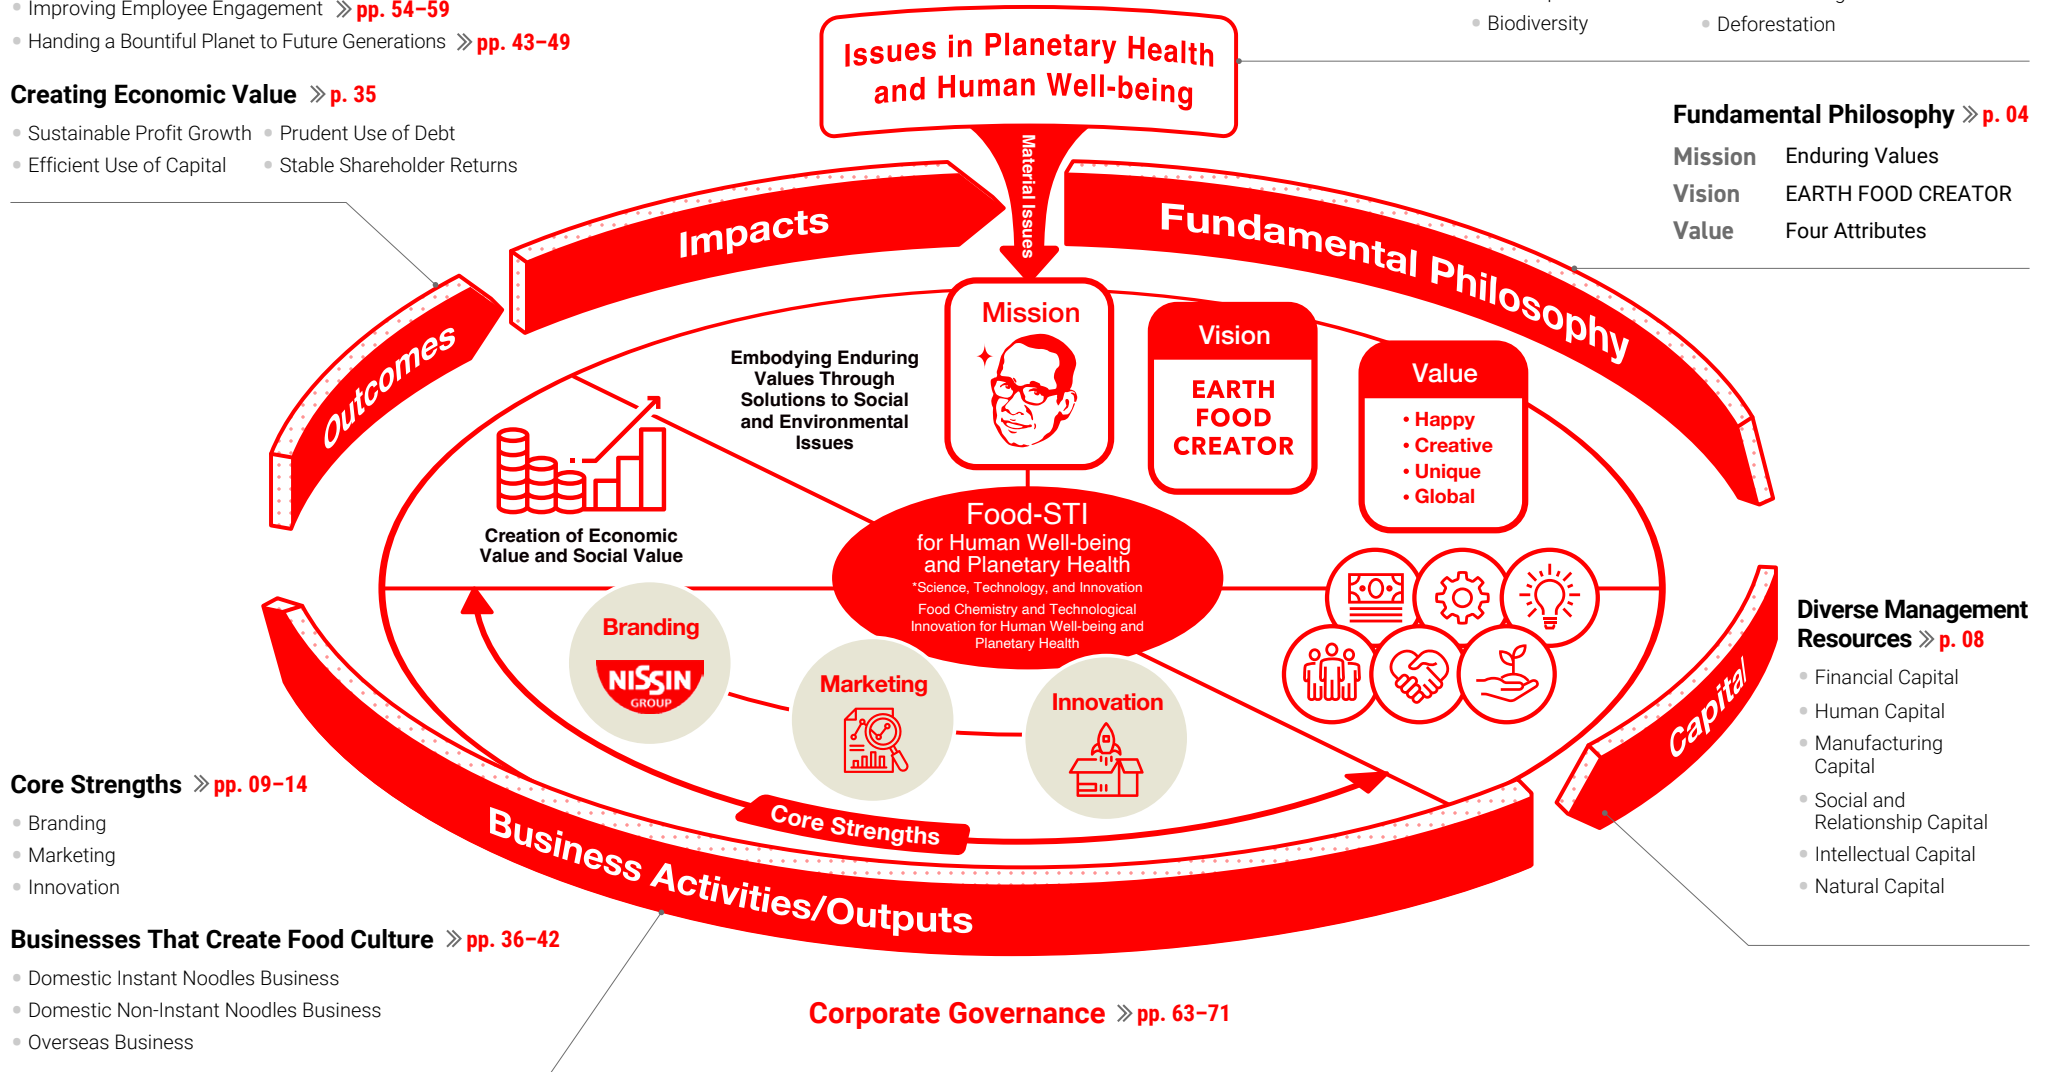 Improving Employee Engagement pp. 54–59
Handing a Bountiful Planet to Future Generations pp. 43–49
Creating Economic Value p. 35
Sustainable Profit Growth
Prudent Use of Debt
Efficient Use of Capital
Stable Shareholder Returns
Issues in Planetary Health
and Human Well-being
Material Issues
Biodiversity
Deforestation
Fundamental Philosophy p. 04
Mission Enduring Values
Vision EARTH FOOD CREATOR
Value Four Attributes
Impacts
Fundamental Philosophy
Outcomes
Embodying Enduring
Values Through
Solutions to Social
and Environmental
Issues
Mission
Vision
EARTH
FOOD
CREATOR
Value
• Happy
• Creative
• Unique
• Global
Creation of Economic
Value and Social Value
Food-STI
for Human Well-being
and Planetary Health
*Science, Technology, and Innovation
Food Chemistry and Technological
Innovation for Human Well-being and
Planetary Health
Branding
NISSIN
GROUP
Marketing
Innovation
Core Strengths
Business Activities/Outputs
Capital
Diverse Management
Resources p. 08
Financial Capital
Human Capital
Manufacturing
Capital
Social and
Relationship Capital
Intellectual Capital
Natural Capital
Core Strengths pp. 09–14
Branding
Marketing
Innovation
Businesses That Create Food Culture pp. 36–42
Domestic Instant Noodles Business
Domestic Non-Instant Noodles Business
Overseas Business
Corporate Governance pp. 63–71